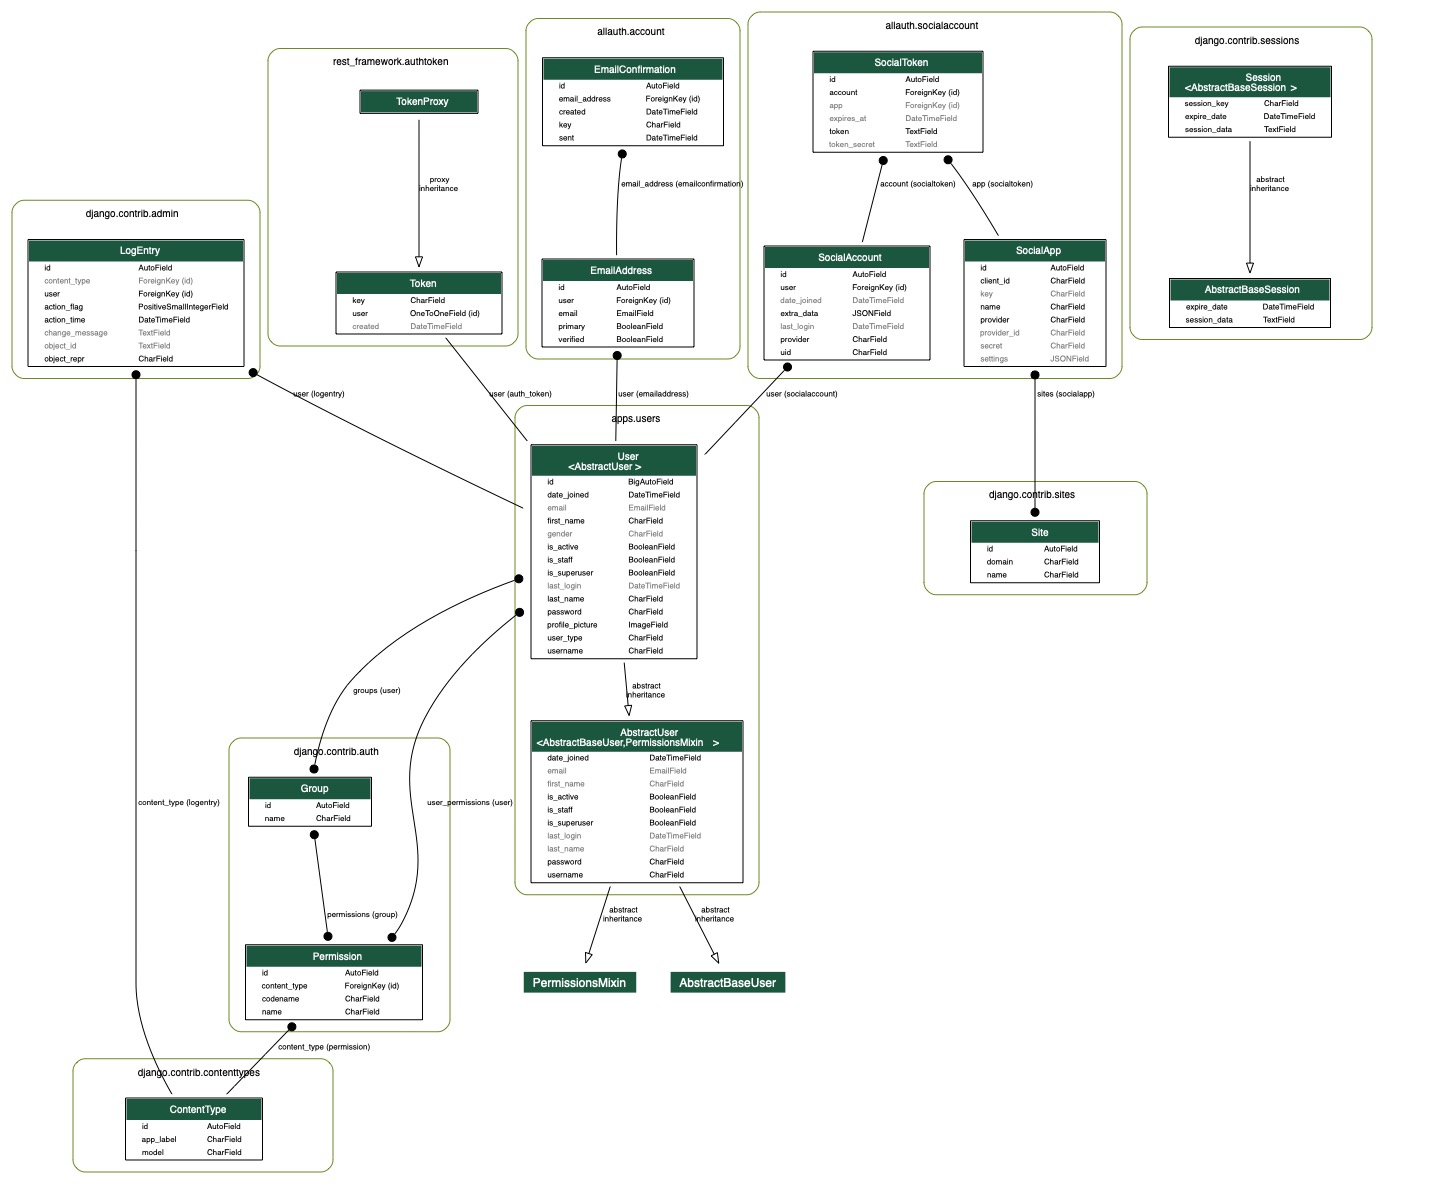 django.contrib.admin
LogEntry
id AutoField
content_type ForeignKey (id)
user ForeignKey (id)
action_flag PositiveSmallIntegerField
action_time DateTimeField
change_message TextField
object_id TextField
object_repr CharField
rest_framework.authtoken
TokenProxy
proxy
inheritance
Token
key CharField
user OneToOneField (id)
created DateTimeField
allauth.account
EmailConfirmation
id AutoField
email_address ForeignKey (id)
created DateTimeField
key CharField
sent DateTimeField
email_address (emailconfirmation)
EmailAddress
id AutoField
user ForeignKey (id)
email EmailField
primary BooleanField
verified BooleanField
allauth.socialaccount
SocialToken
id AutoField
account ForeignKey (id)
app ForeignKey (id)
expires_at DateTimeField
token TextField
token_secret TextField
account (socialtoken)
app (socialtoken)
SocialAccount
id AutoField
user ForeignKey (id)
date_joined DateTimeField
extra_data JSONField
last_login DateTimeField
provider CharField
uid CharField
SocialApp
id AutoField
client_id CharField
key CharField
name CharField
provider CharField
provider_id CharField
secret CharField
settings JSONField
django.contrib.sessions
Session
<AbstractBaseSession >
session_key CharField
expire_date DateTimeField
session_data TextField
abstract
inheritance
AbstractBaseSession
expire_date DateTimeField
session_data TextField
user (logentry)
user (auth_token)
user (emailaddress)
user (socialaccount)
sites (socialapp)
apps.users
User
<AbstractUser >
id BigAutoField
date_joined DateTimeField
email EmailField
first_name CharField
gender CharField
is_active BooleanField
is_staff BooleanField
is_superuser BooleanField
last_login DateTimeField
last_name CharField
password CharField
profile_picture ImageField
user_type CharField
username CharField
django.contrib.sites
Site
id AutoField
domain CharField
name CharField
abstract
inheritance
groups (user)
AbstractUser
<AbstractBaseUser,PermissionsMixin >
date_joined DateTimeField
email EmailField
first_name CharField
is_active BooleanField
is_staff BooleanField
is_superuser BooleanField
last_login DateTimeField
last_name CharField
password CharField
username CharField
django.contrib.auth
Group
id AutoField
name CharField
content_type (logentry)
user_permissions (user)
permissions (group)
abstract
inheritance
abstract
inheritance
Permission
id AutoField
content_type ForeignKey (id)
codename CharField
name CharField
PermissionsMixin
AbstractBaseUser
content_type (permission)
django.contrib.contenttypes
ContentType
id AutoField
app_label CharField
model CharField